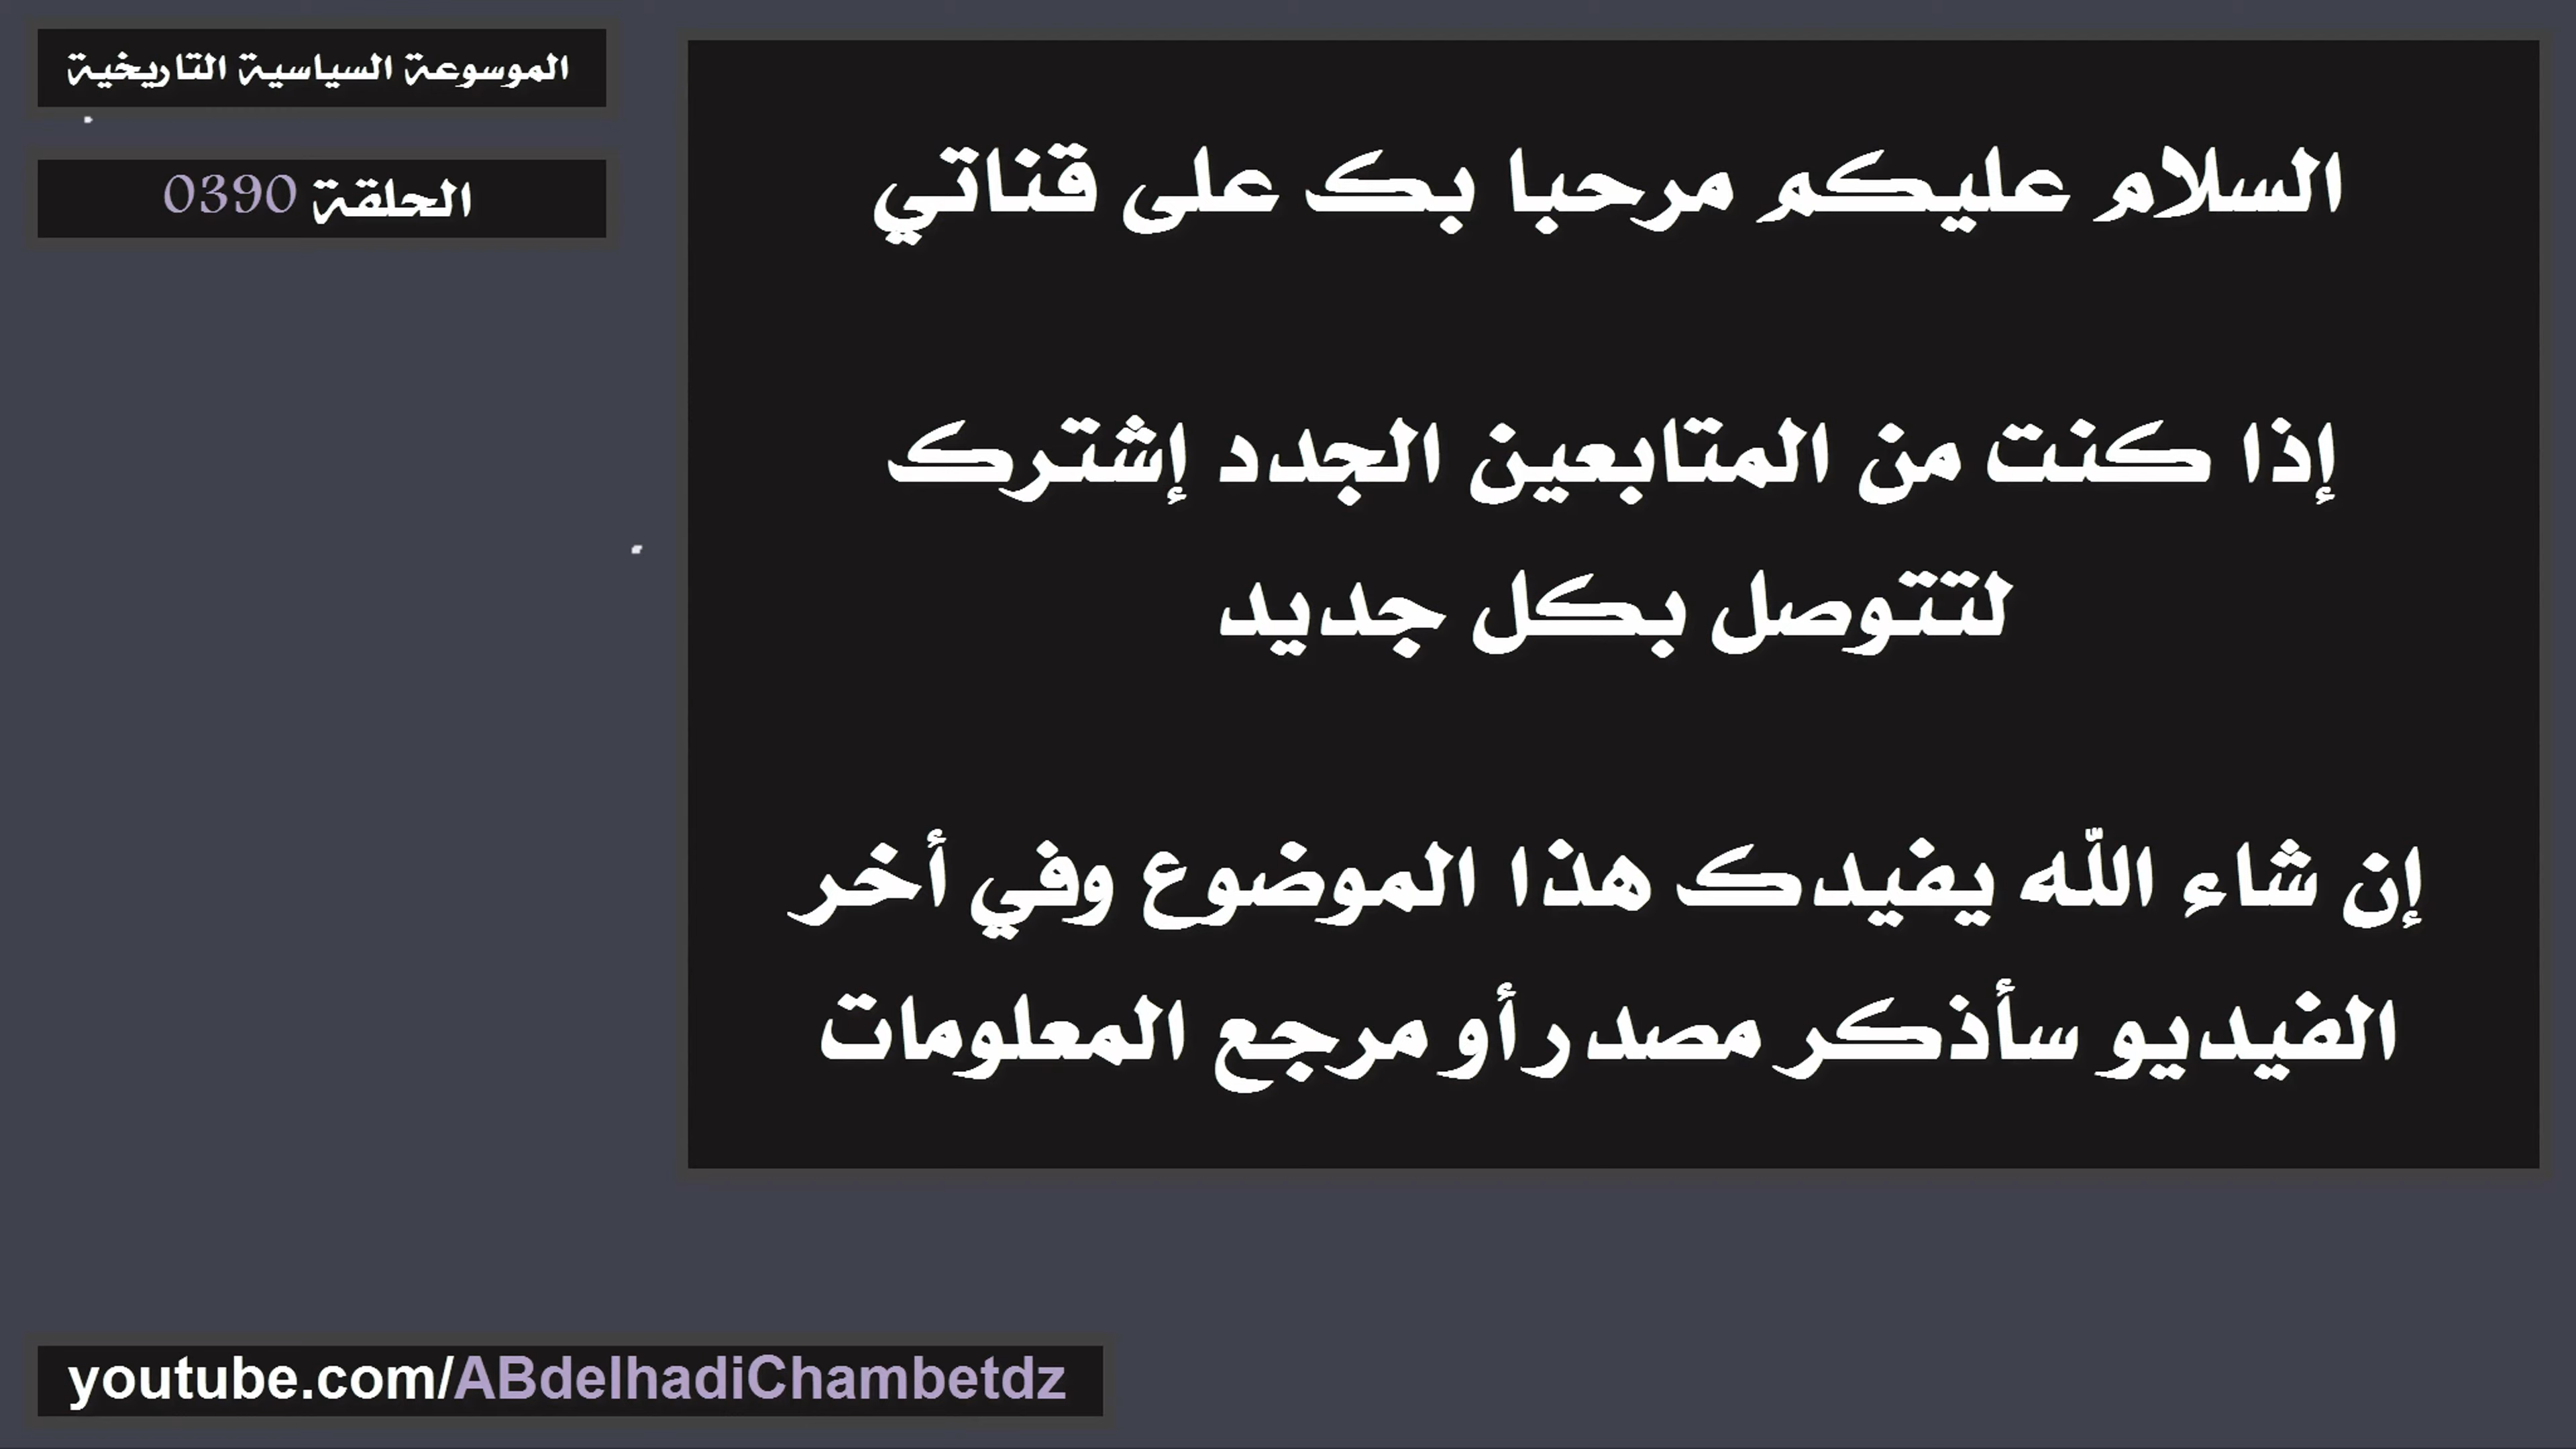 الموسوعة السياسية التاريخية
الحلقة 0390
السلام عليكم مرحبا بك على قناتي
إذا كنت من المتابعين الجدد إشترك
لتتوصل بكل جديد
إن شاء الله يفيدك هذا الموضوع وفي أخر
الفيديو سأذكر مصدر أو مرجع المعلومات
youtube.com/ABdelhadiChambetdz